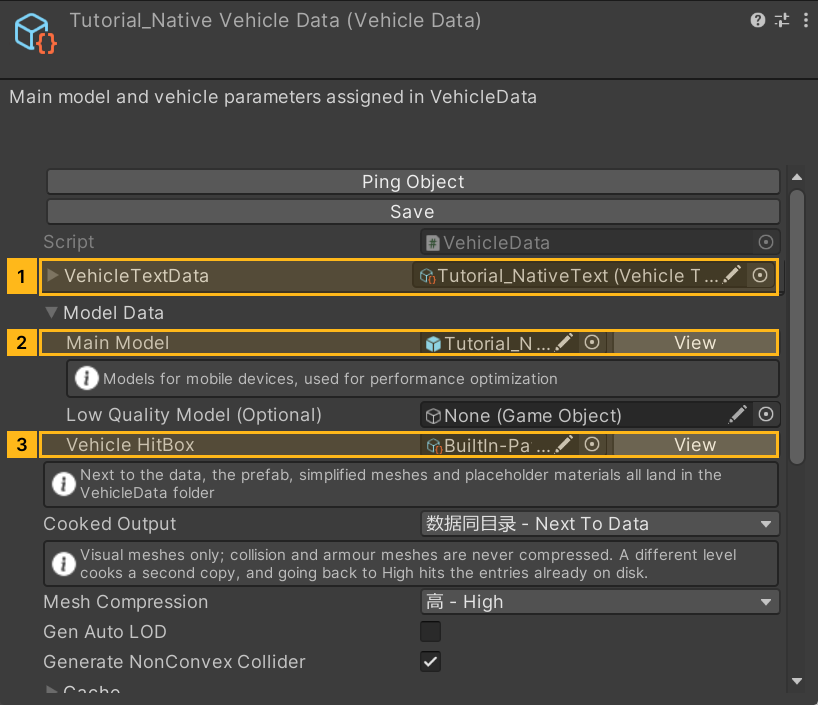 Tutorial_Native Vehicle Data (Vehicle Data)
Main model and vehicle parameters assigned in VehicleData
Ping Object
Save
Script
VehicleData
1
VehicleTextData
Tutorial_NativeText (Vehicle T...
Model Data
2
Main Model
Tutorial_N...
View
Models for mobile devices, used for performance optimization
Low Quality Model (Optional)
None (Game Object)
3
Vehicle HitBox
BuiltIn-Pa...
View
Next to the data, the prefab, simplified meshes and placeholder materials all land in the
VehicleData folder
Cooked Output
数据同目录 - Next To Data
Visual meshes only; collision and armour meshes are never compressed. A different level
cooks a second copy, and going back to High hits the entries already on disk.
Mesh Compression
高 - High
Gen Auto LOD
Generate NonConvex Collider
Cache